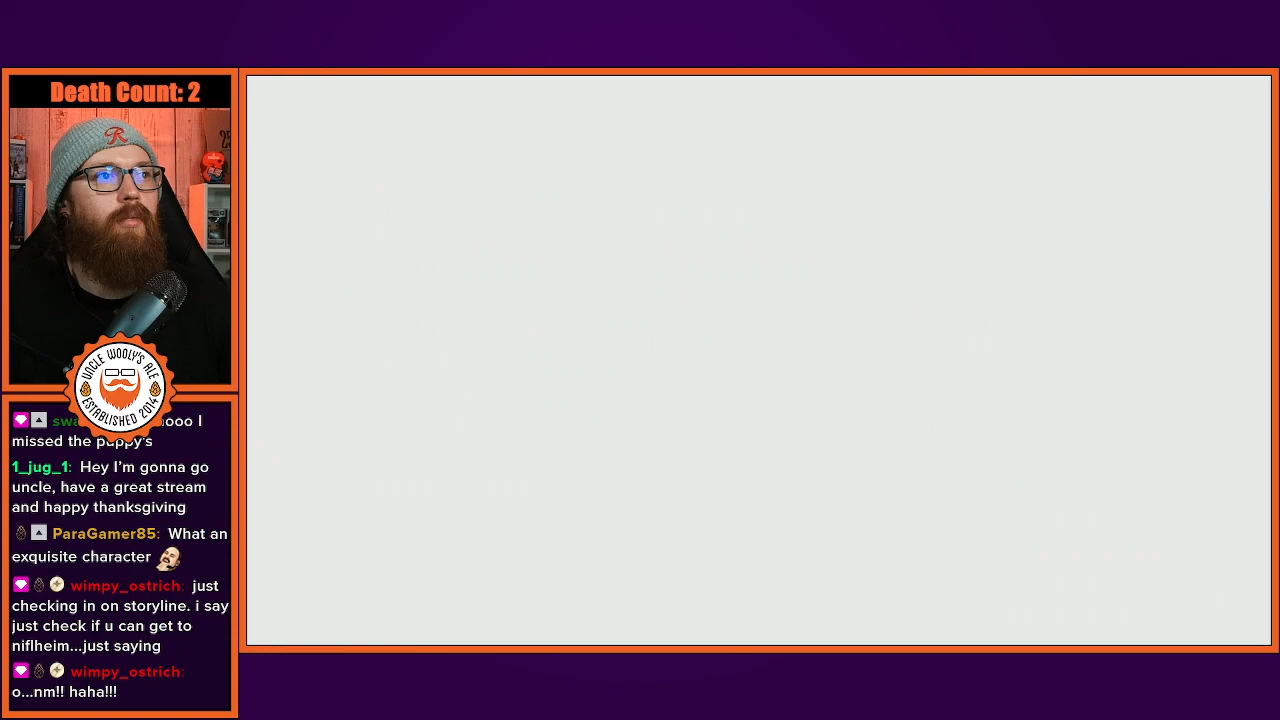 Death Count: 2
R
UNCLE WOOLY'S ALE
ESTABLISHED 2014
ooo I
missed the puppy's
1_jug_1: Hey I'm gonna go
uncle, have a great stream
and happy thanksgiving
ParaGamer85: What an
exquisite character
wimpy_ostrich: just
checking in on storyline. i say
just check if u can get to
niflheim...just saying
wimpy_ostrich:
o...nm!! haha!!!